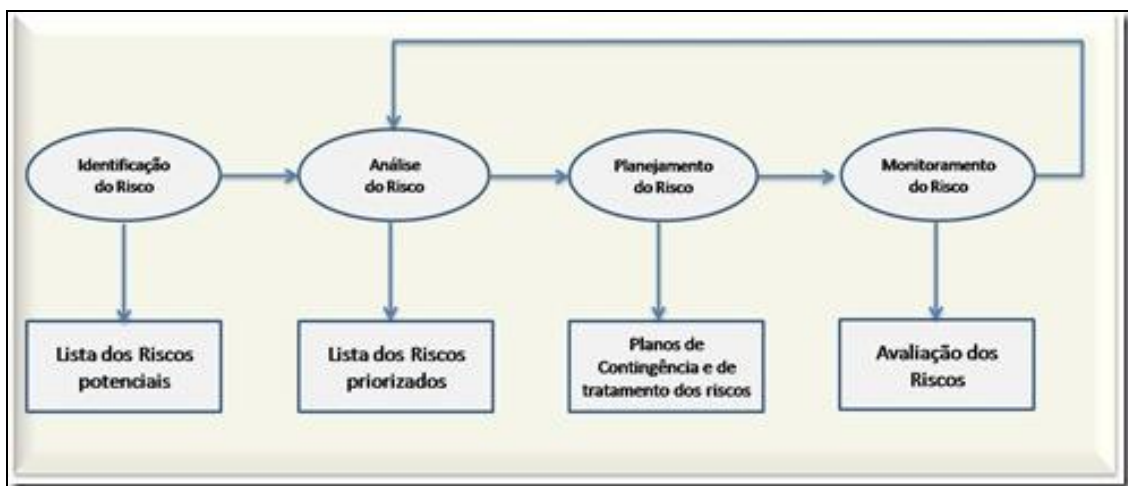 Identificação
do Risco
Análise
do Risco
Planejamento
do Risco
Monitoramento
do Risco
Lista dos Riscos
potenciais
Lista dos Riscos
priorizados
Planos de
Contingência e de
tratamento dos riscos
Avaliação dos
Riscos